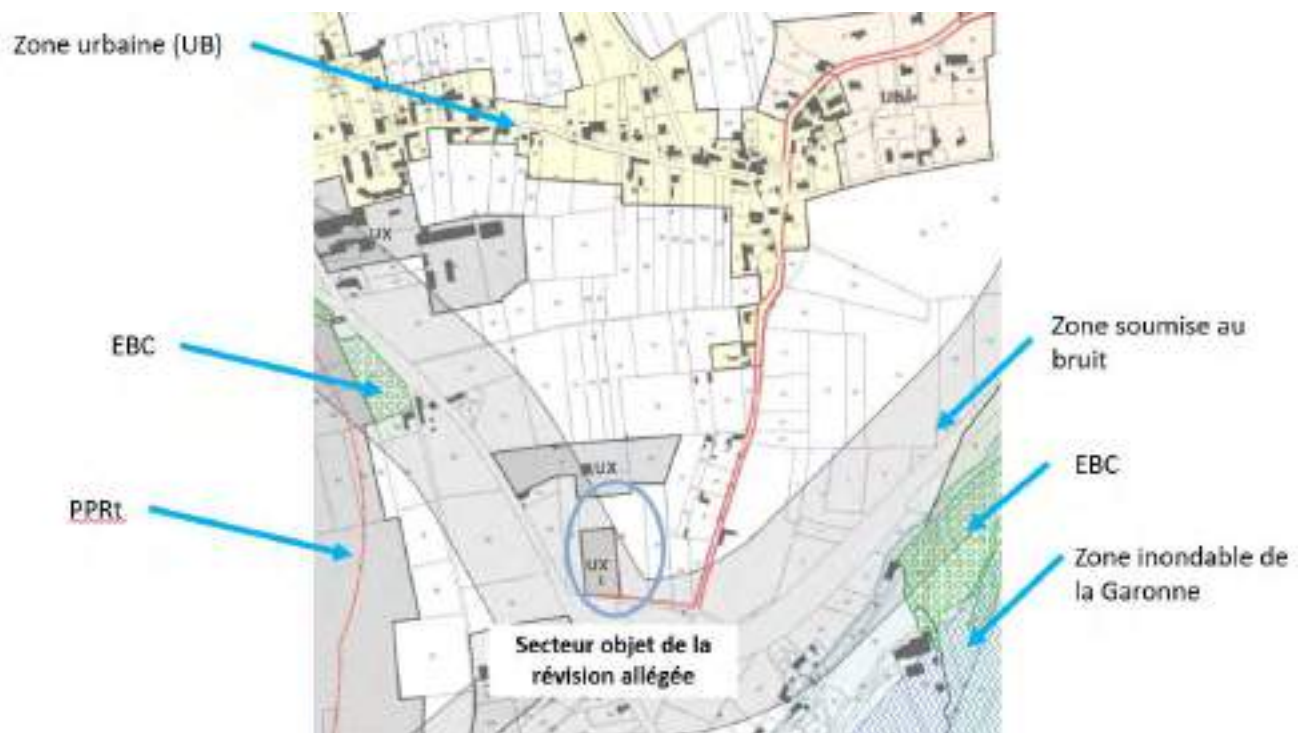 Zone urbaine (UB)
UX
EBC
Zone soumise au
bruit
UX
EBC
PPRt
Zone inondable de
la Garonne
UX
Secteur objet de la
révision allégée